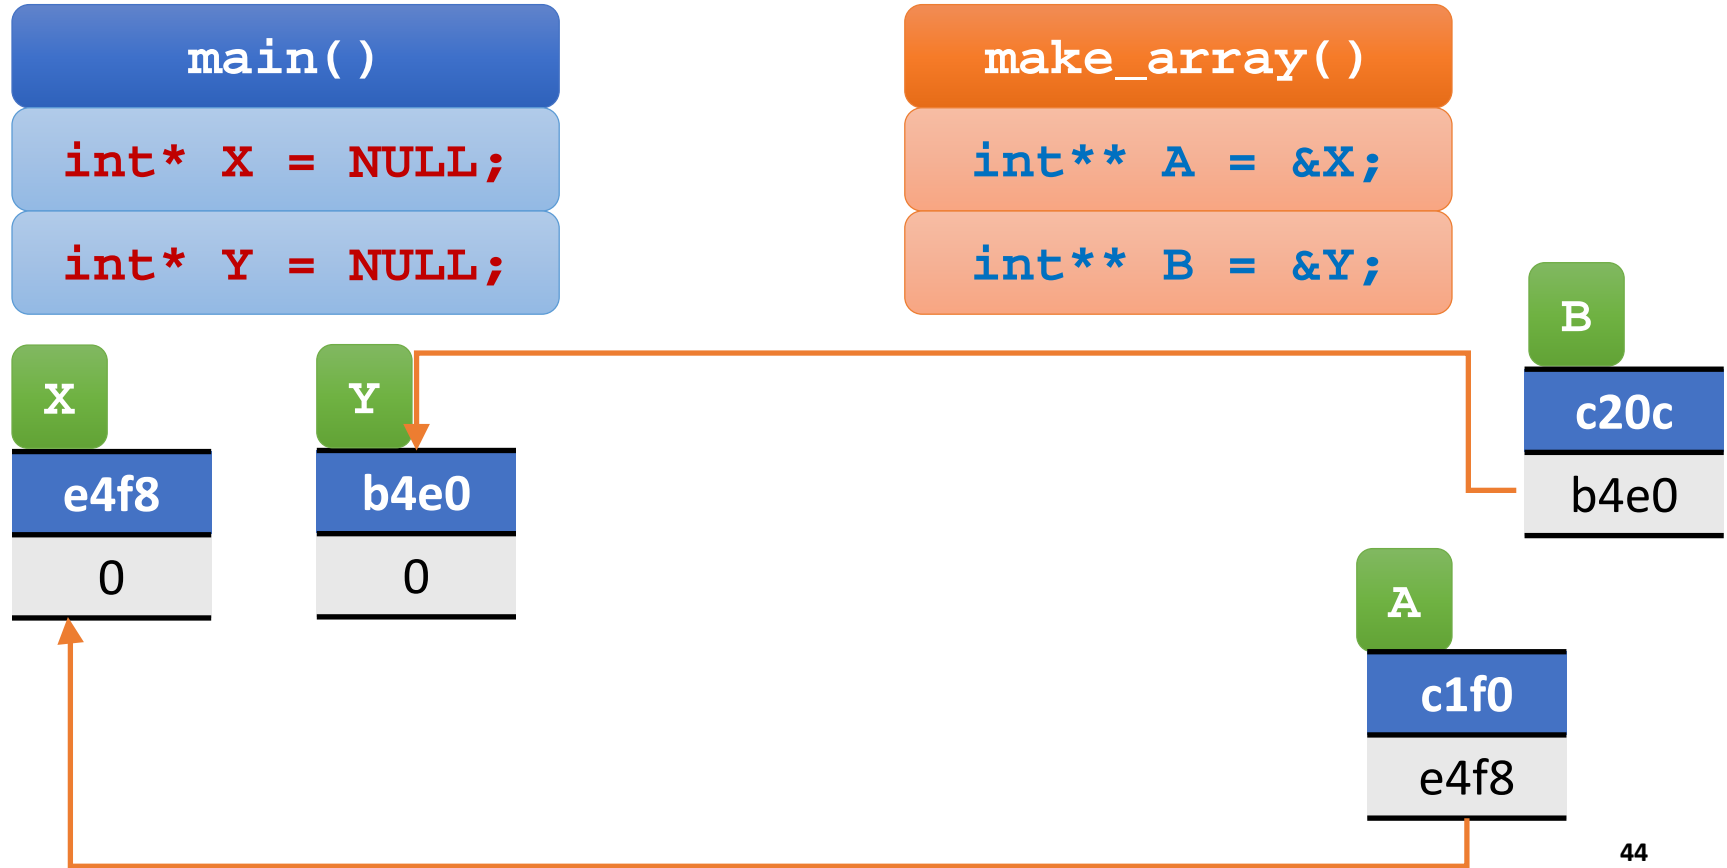 main()
make_array()
int* X = NULL;
int** A = &X;
int* Y = NULL;
int** B = &Y;
B
X
Y
c20c
e4f8
b4e0
b4e0
0
0
A
c1f0
e4f8
44